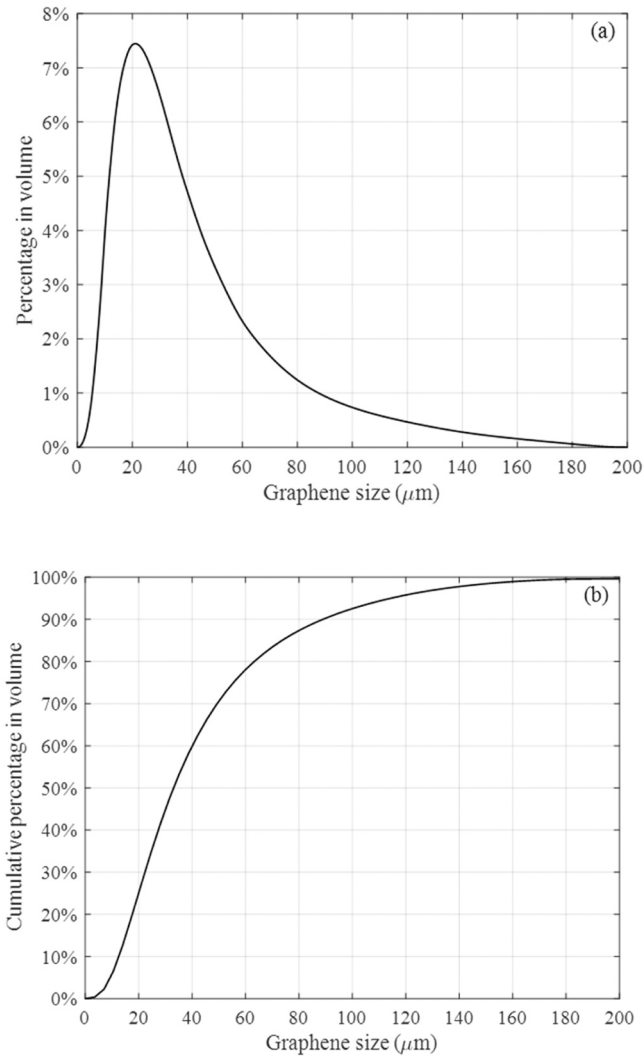 (a)
Percentage in volume
8%
7%
6%
5%
4%
3%
2%
1%
0%
0 20 40 60 80 100 120 140 160 180 200
Graphene size (μm)
(b)
Cumulative percentage in volume
100%
90%
80%
70%
60%
50%
40%
30%
20%
10%
0%
0 20 40 60 80 100 120 140 160 180 200
Graphene size (μm)